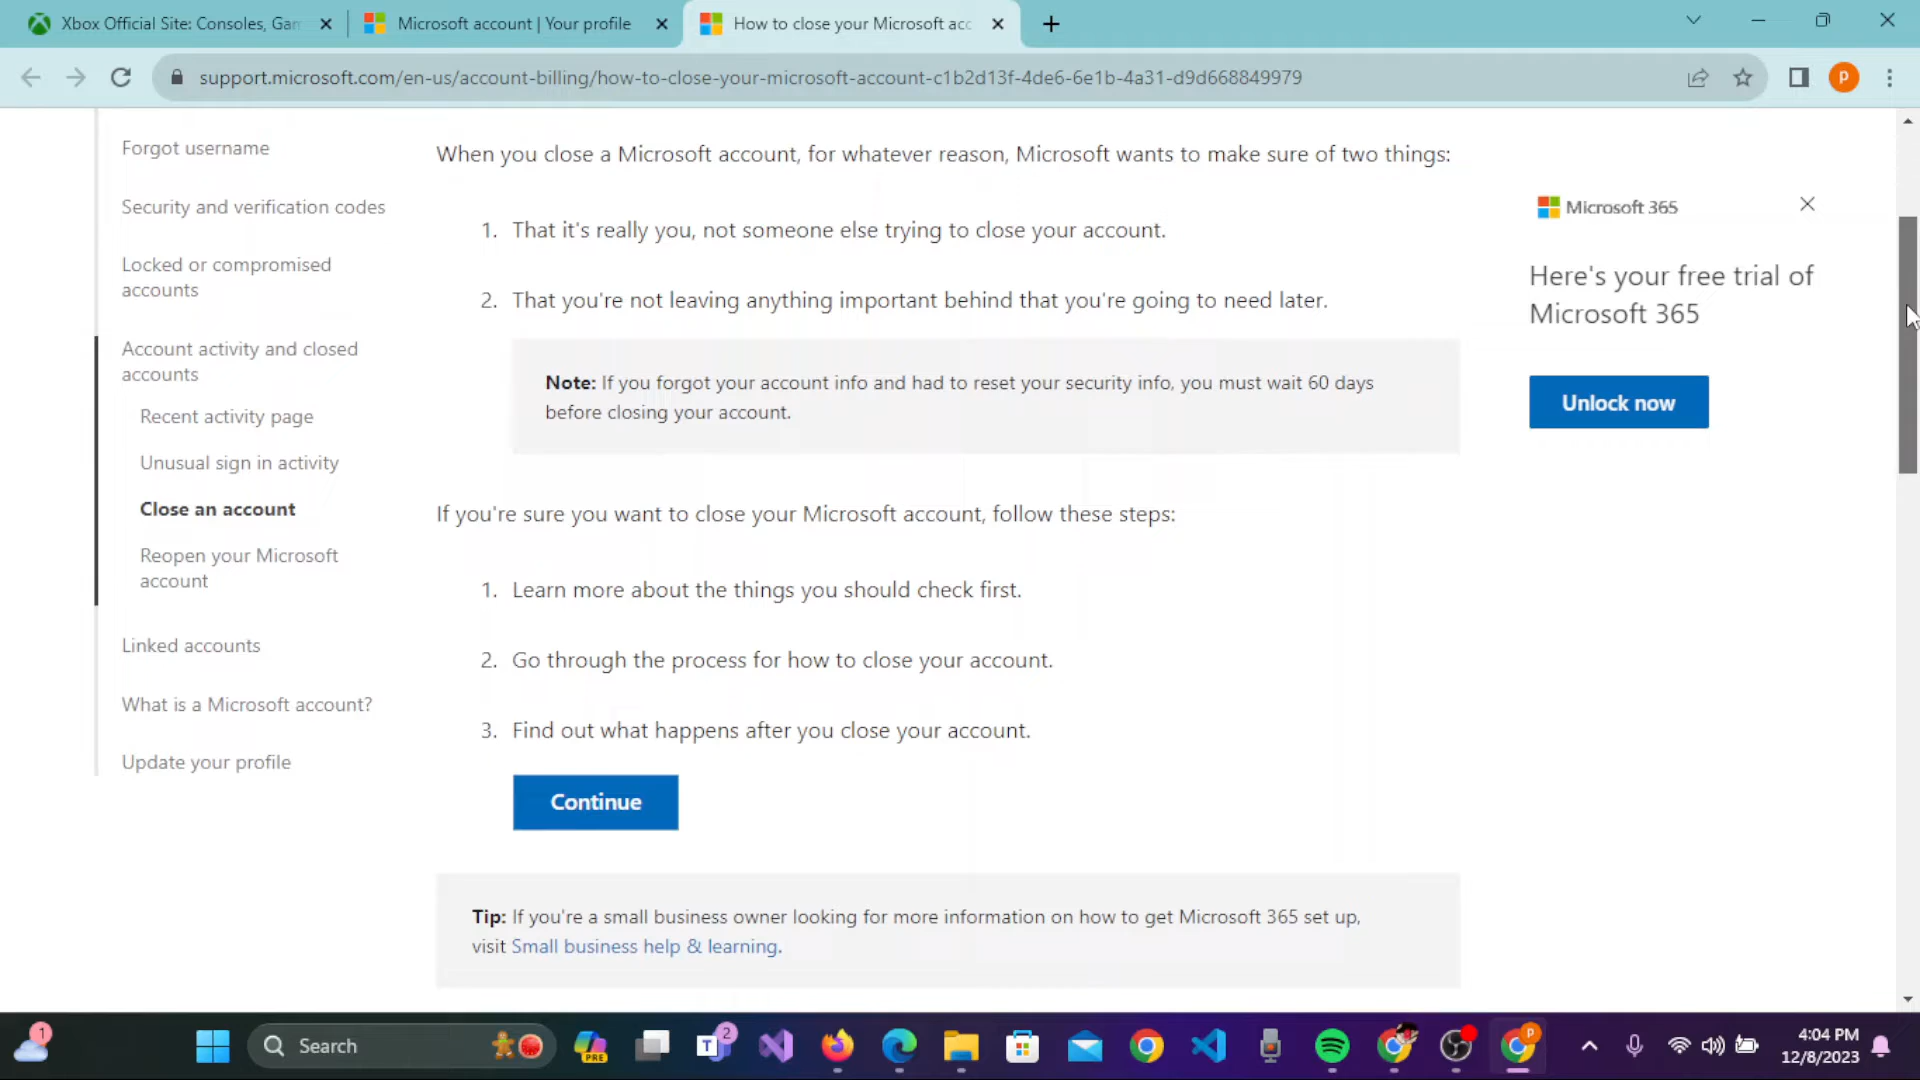 Xbox Official Site: Consoles, Gam
Microsoft account | Your profile
How to close your Microsoft acc
support.microsoft.com/en-us/account-billing/how-to-close-your-microsoft-account-c1b2d13f-4de6-6e1b-4a31-d9d668849979
P
Forgot username
Security and verification codes
Locked or compromised
accounts
Account activity and closed
accounts
Recent activity page
Unusual sign in activity
Close an account
Reopen your Microsoft
account
Linked accounts
What is a Microsoft account?
Update your profile
When you close a Microsoft account, for whatever reason, Microsoft wants to make sure of two things:
1. That it's really you, not someone else trying to close your account.
2. That you're not leaving anything important behind that you're going to need later.
Note: If you forgot your account info and had to reset your security info, you must wait 60 days
before closing your account.
If you're sure you want to close your Microsoft account, follow these steps:
1. Learn more about the things you should check first.
2. Go through the process for how to close your account.
3. Find out what happens after you close your account.
Continue
Tip: If you're a small business owner looking for more information on how to get Microsoft 365 set up,
visit Small business help & learning.
Microsoft 365
Here's your free trial of
Microsoft 365
Unlock now
1
Search
PRE
T
2
P
4:04 PM
12/8/2023